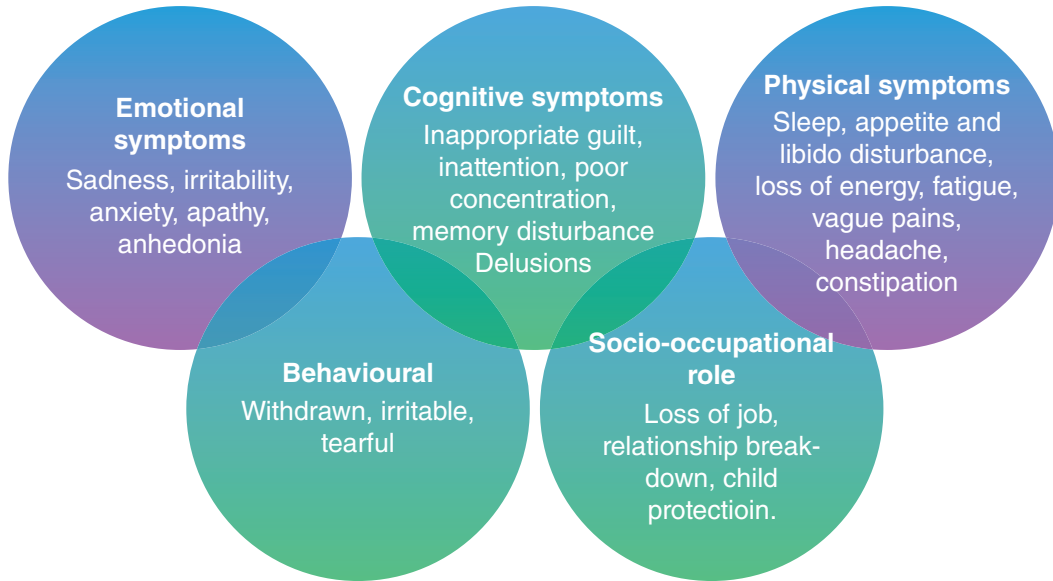 Emotional
symptoms
Sadness, irritability,
anxiety, apathy,
anhedonia
Cognitive symptoms
Inappropriate guilt,
inattention, poor
concentration,
memory disturbance
Delusions
Physical symptoms
Sleep, appetite and
libido disturbance,
loss of energy, fatigue,
vague pains,
headache,
constipation
Behavioural
Withdrawn, irritable,
tearful
Socio-occupational
role
Loss of job,
relationship break-
down, child
protectioin.